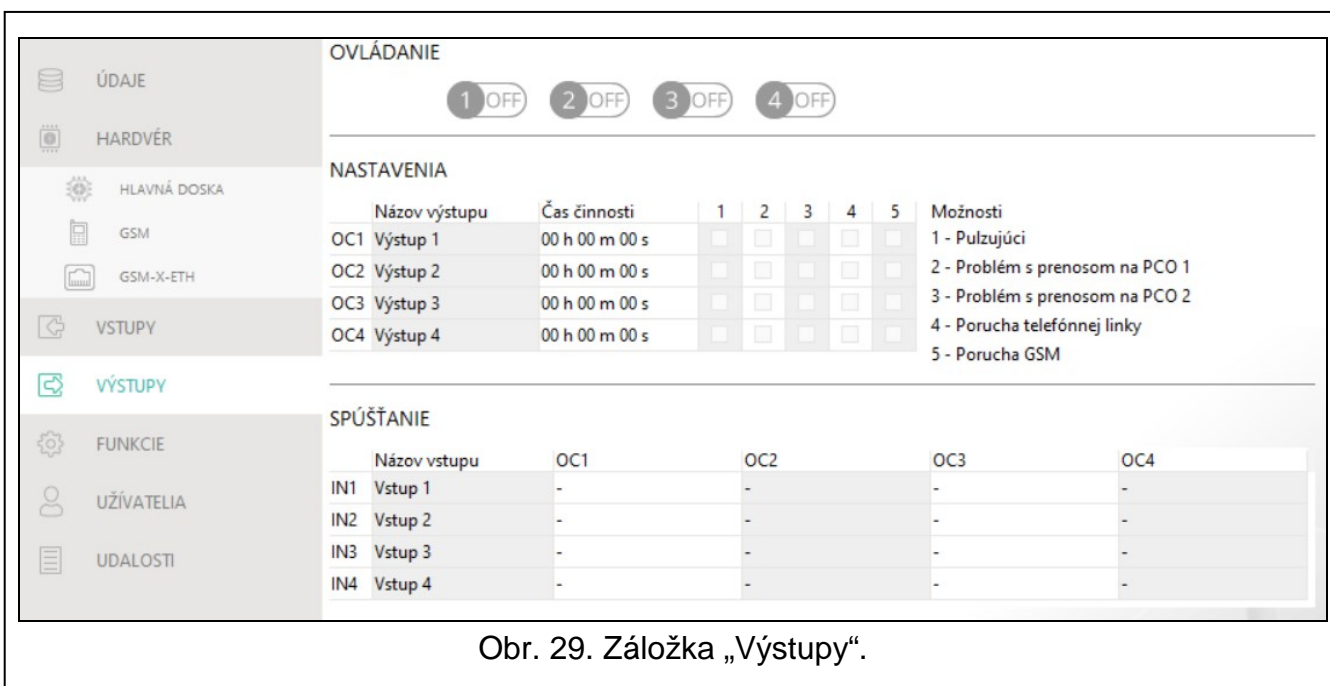 ÚDAJE
HARDVÉR
HLAVNÁ DOSKA
GSM
GSM-X-ETH
VSTUPY
VÝSTUPY
FUNKCIE
UŽÍVATELIA
UDALOSTI
OVLÁDANIE
1 OFF 2 OFF 3 OFF 4 OFF
NASTAVENIA
Názov výstupu Čas činnosti 1 2 3 4 5 Možnosti
OC1 Výstup 1 00 h 00 m 00 s 1 - Pulzujúci
OC2 Výstup 2 00 h 00 m 00 s 2 - Problém s prenosom na PCO 1
OC3 Výstup 3 00 h 00 m 00 s 3 - Problém s prenosom na PCO 2
OC4 Výstup 4 00 h 00 m 00 s 4 - Porucha telefónnej linky
5 - Porucha GSM
SPÚŠŤANIE
Názov vstupu OC1 OC2 OC3 OC4
IN1 Vstup 1 - - - -
IN2 Vstup 2 - - - -
IN3 Vstup 3 - - - -
IN4 Vstup 4 - - - -
Obr. 29. Záložka „Výstupy“.